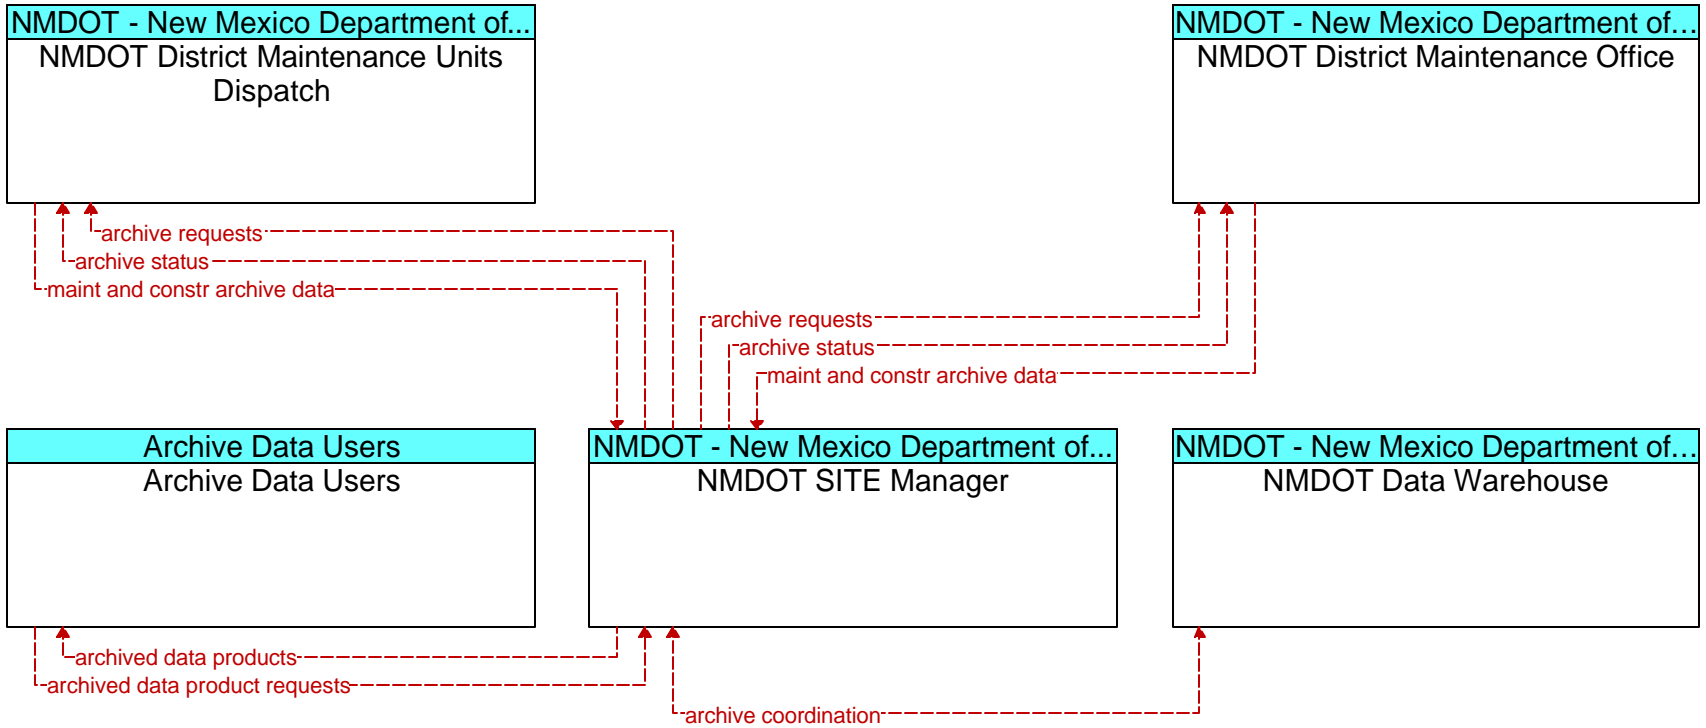 NMDOT - New Mexico Department of...
NMDOT District Maintenance Units
Dispatch
NMDOT - New Mexico Department of...
NMDOT District Maintenance Office
archive requests
archive status
maint and constr archive data
archive requests
archive status
maint and constr archive data
Archive Data Users
Archive Data Users
NMDOT - New Mexico Department of...
NMDOT SITE Manager
NMDOT - New Mexico Department of...
NMDOT Data Warehouse
archived data products
archived data product requests
archive coordination